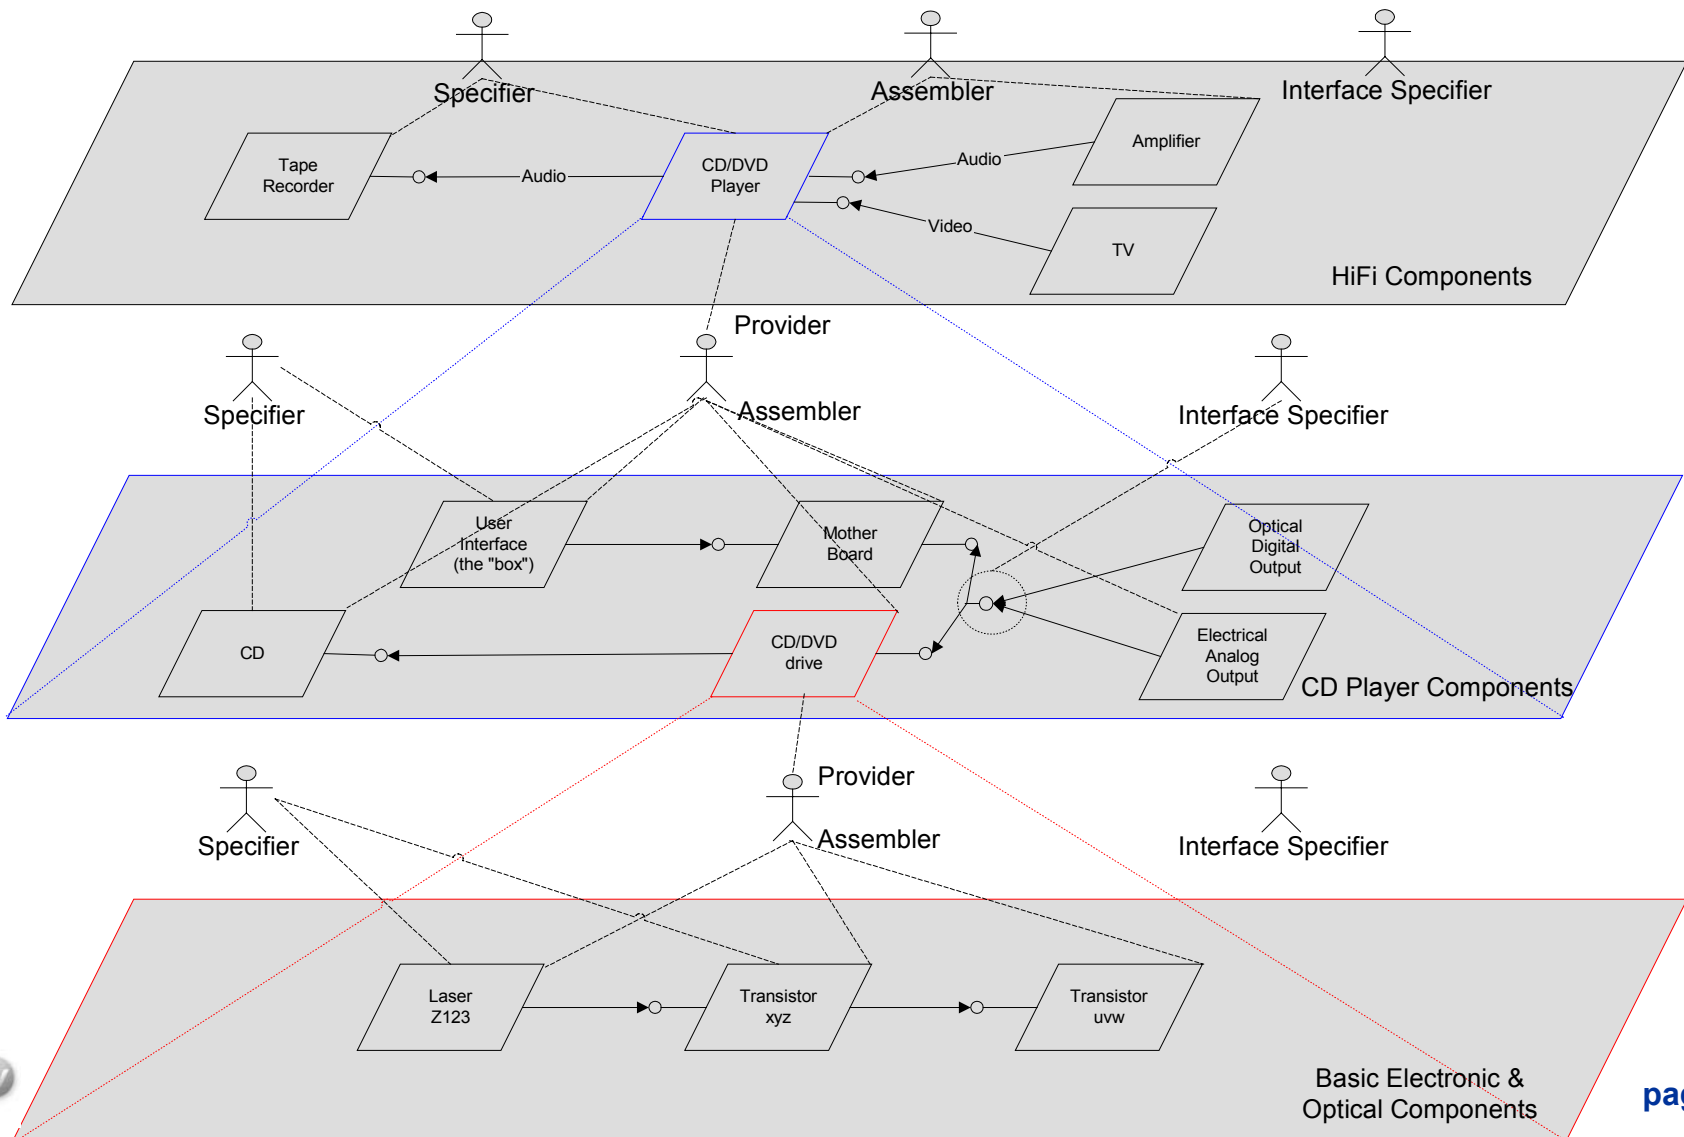 Specifier
Assembler
Interface Specifier
Tape
Recorder
Audio
CD/DVD
Player
Audio
Amplifier
Video
TV
HiFi Components
Provider
Specifier
Assembler
Interface Specifier
User
Interface
(the "box")
Mother
Board
Optical
Digital
Output
CD
CD/DVD
drive
Electrical
Analog
Output
CD Player Components
Provider
Specifier
Assembler
Interface Specifier
Laser
Z123
Transistor
xyz
Transistor
uvw
Basic Electronic &
Optical Components